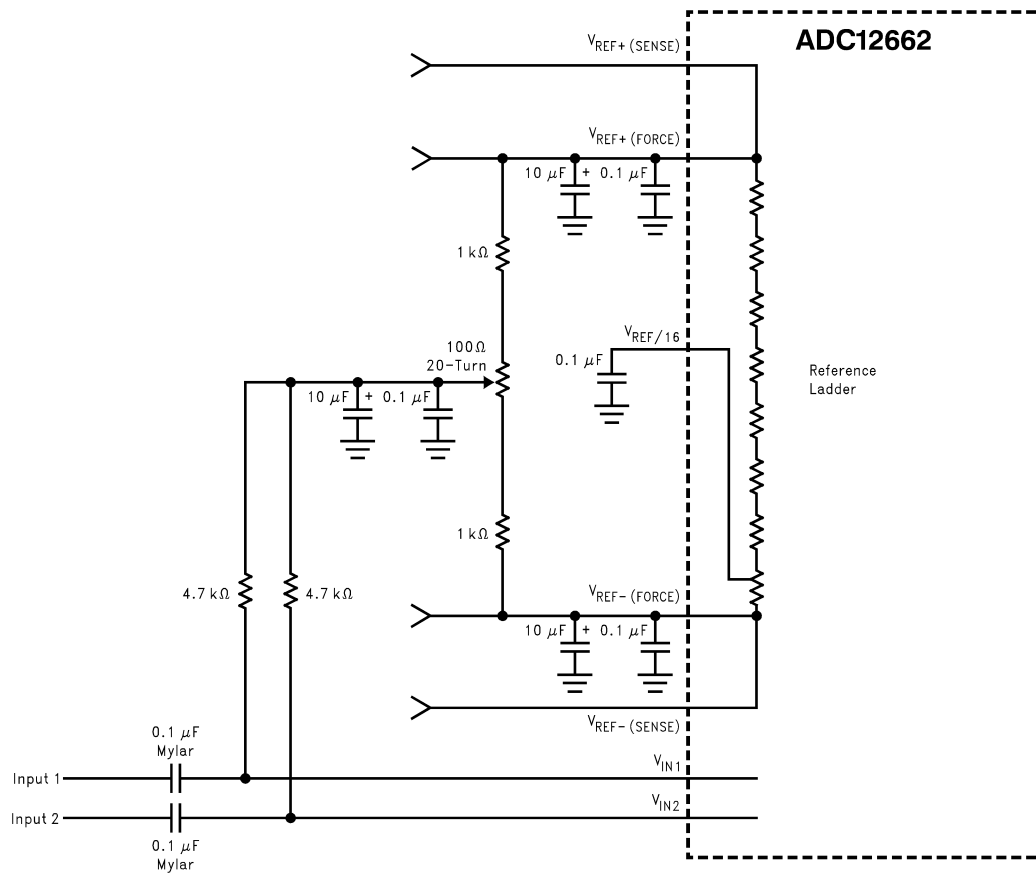 ADC12662
VREF+ (SENSE)
VREF+ (FORCE)
10 μF + 0.1 μF
1 kΩ
VREF/16
100Ω
20-Turn
0.1 μF
Reference
Ladder
10 μF + 0.1 μF
1 kΩ
4.7 kΩ
4.7 kΩ
VREF- (FORCE)
10 μF + 0.1 μF
VREF- (SENSE)
0.1 μF
Mylar
VIN1
Input 1
VIN2
Input 2
0.1 μF
Mylar